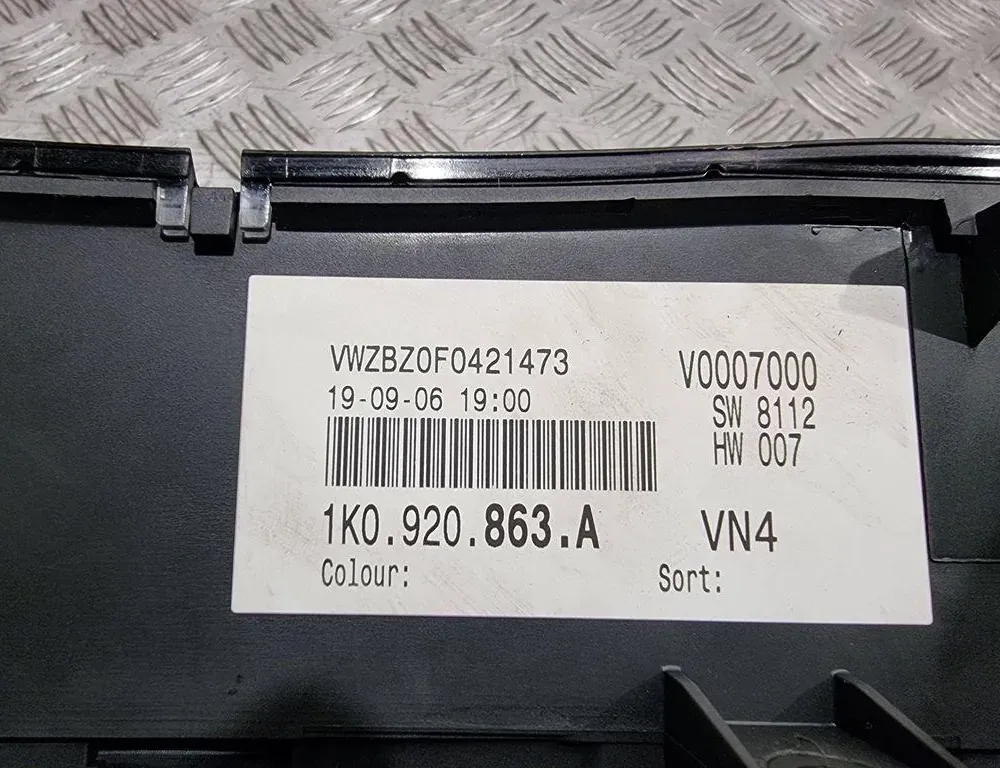 VWZBZ0F0421473
19-09-06 19:00
1K0.920.863.A
Colour:
V0007000
SW 8112
HW 007
VN4
Sort: